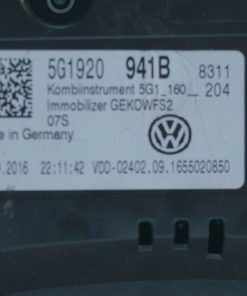 5G1920 941B 8311
Kombiinstrument 5G1_160_ 204
Immobilizer GEKOWFS2
07S
e in Germany
.2016 22:11:42 VDD-02402.09.1655020850